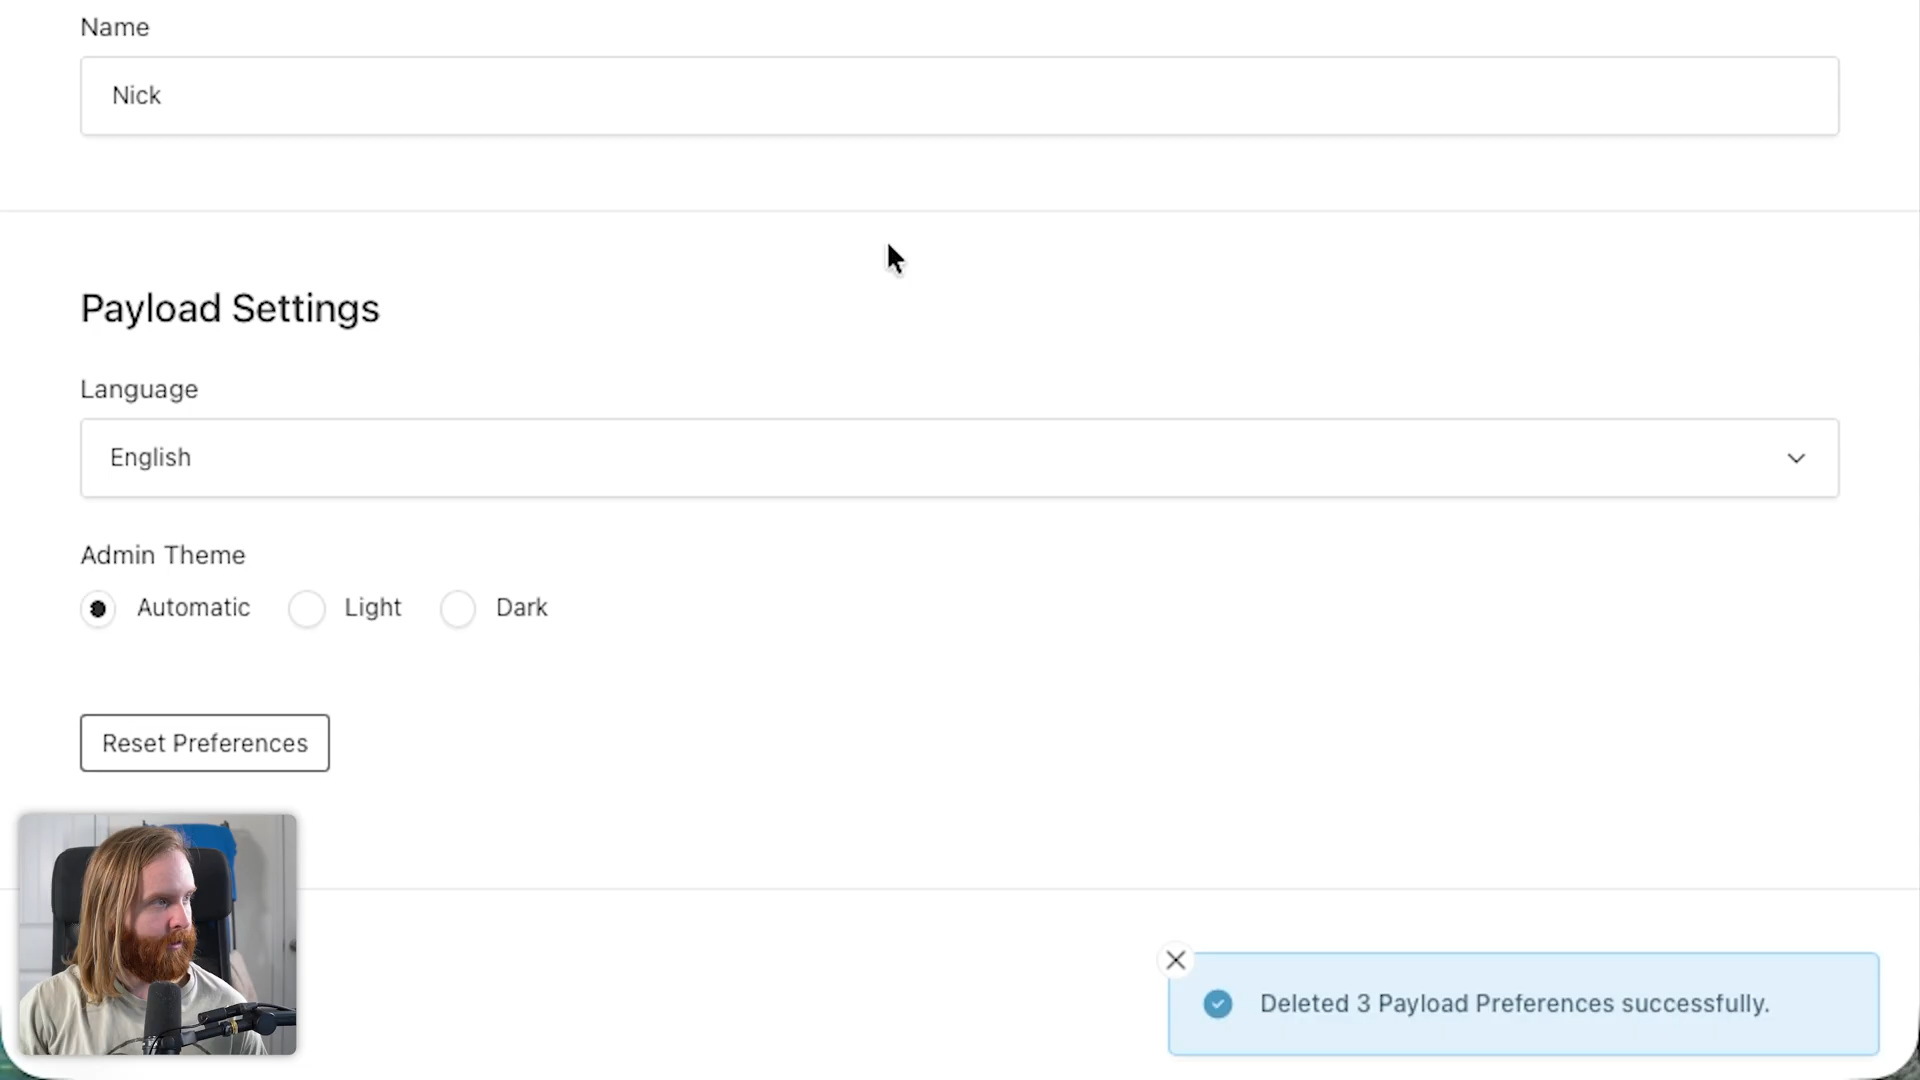 Name
Nick
Payload Settings
Language
English
Admin Theme
Automatic Light Dark
Reset Preferences
Deleted 3 Payload Preferences successfully.